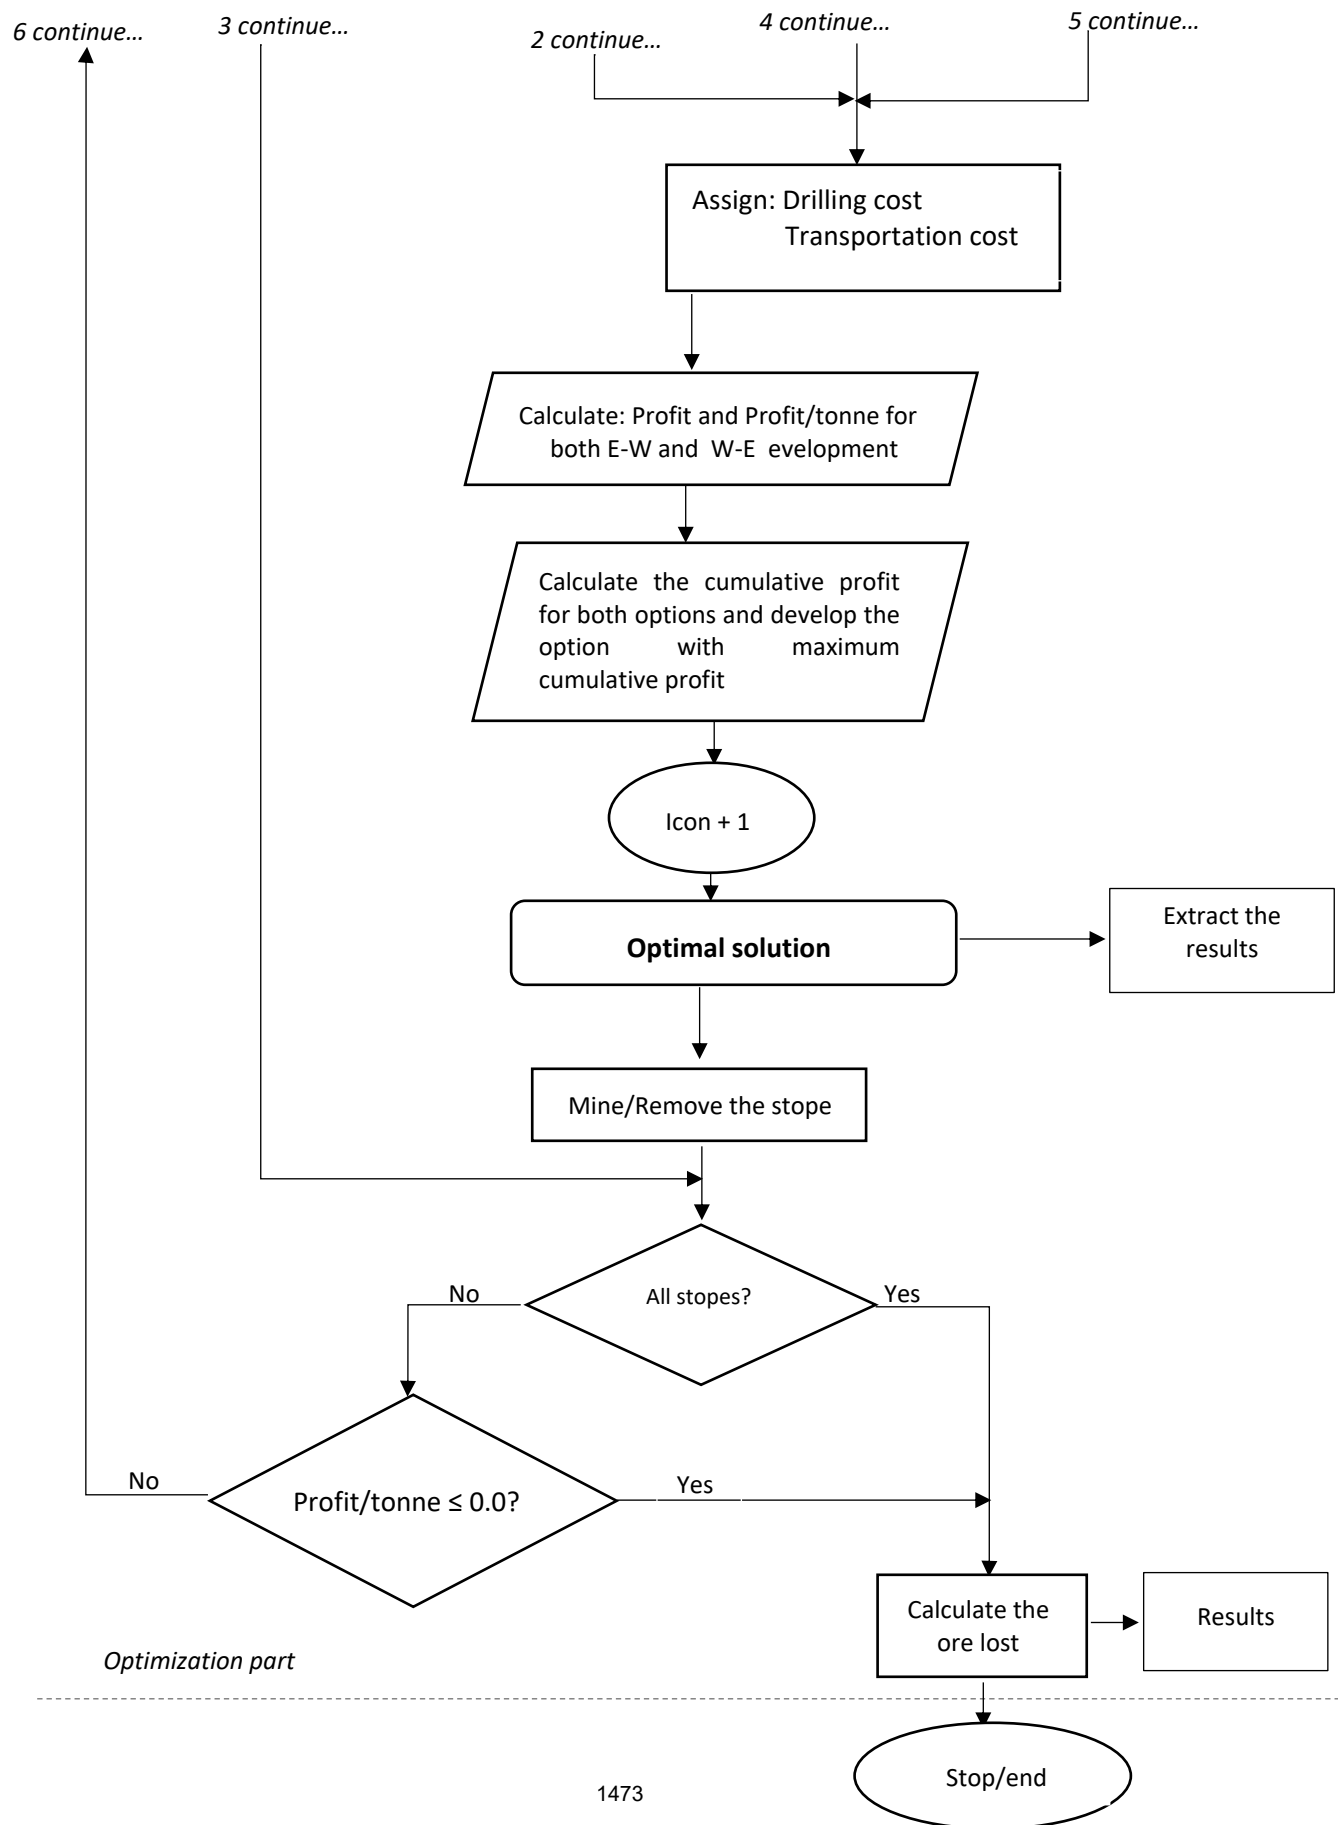 6 continue…
3 continue…
2 continue…
4 continue…
5 continue…
Assign: Drilling cost
Transportation cost
Calculate: Profit and Profit/tonne for
both E-W and W-E evelopment
Calculate the cumulative profit
for both options and develop the
option with maximum
cumulative profit
Icon + 1
Optimal solution
Extract the
results
Mine/Remove the stope
All stopes?
No
Yes
Profit/tonne ≤ 0.0?
No
Yes
Calculate the
ore lost
Results
Optimization part
Stop/end
1473